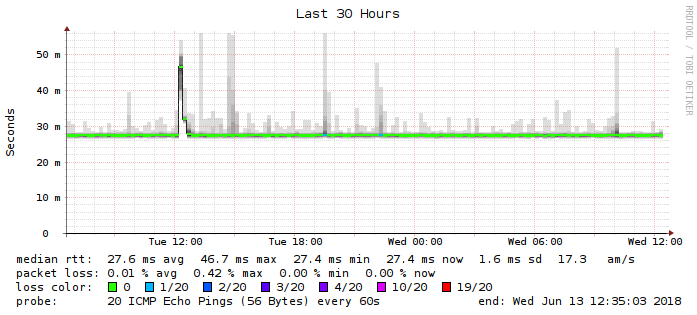 Last 30 Hours
RRDTOOL / TOBI OETIKER
Seconds
50 m
40 m
30 m
20 m
10 m
0
Tue 12:00 Tue 18:00 Wed 00:00 Wed 06:00 Wed 12:00
median rtt: 27.6 ms avg 46.7 ms max 27.4 ms min 27.4 ms now 1.6 ms sd 17.3 am/s
packet loss: 0.01 % avg 0.42 % max 0.00 % min 0.00 % now
loss color: 0 1/20 2/20 3/20 4/20 10/20 19/20
probe: 20 ICMP Echo Pings (56 Bytes) every 60s end: Wed Jun 13 12:35:03 2018